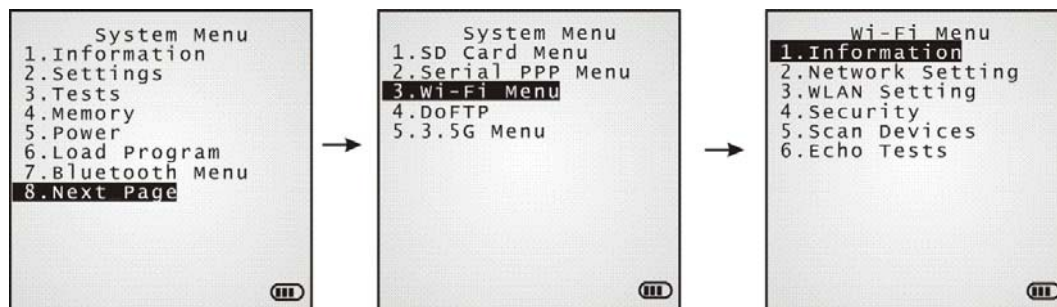 System Menu
1.Information
2.Settings
3.Tests
4.Memory
5.Power
6.Load Program
7.Bluetooth Menu
8.Next Page
System Menu
1.SD Card Menu
2.Serial PPP Menu
3.Wi-Fi Menu
4.DoFTP
5.3.5G Menu
Wi-Fi Menu
1.Information
2.Network Setting
3.WLAN Setting
4.Security
5.Scan Devices
6.Echo Tests